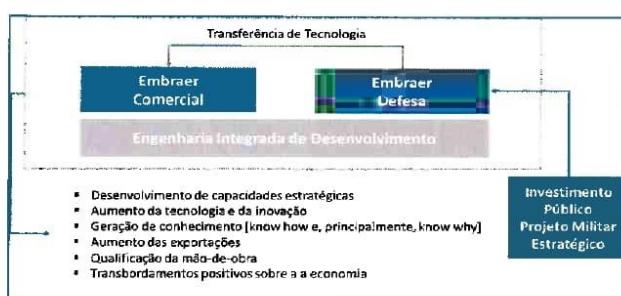 Transferência de Tecnologia
Embraer
Comercial
Embraer
Defesa
Engenharia Integrada de Desenvolvimento
▪ Desenvolvimento de capacidades estratégicas
▪ Aumento da tecnologia e da inovação
▪ Geração de conhecimento [know how e, principalmente, know why]
▪ Aumento das exportações
▪ Qualificação da mão-de-obra
▪ Transbordamentos positivos sobre a a economia
Investimento
Público
Projeto Militar
Estratégico